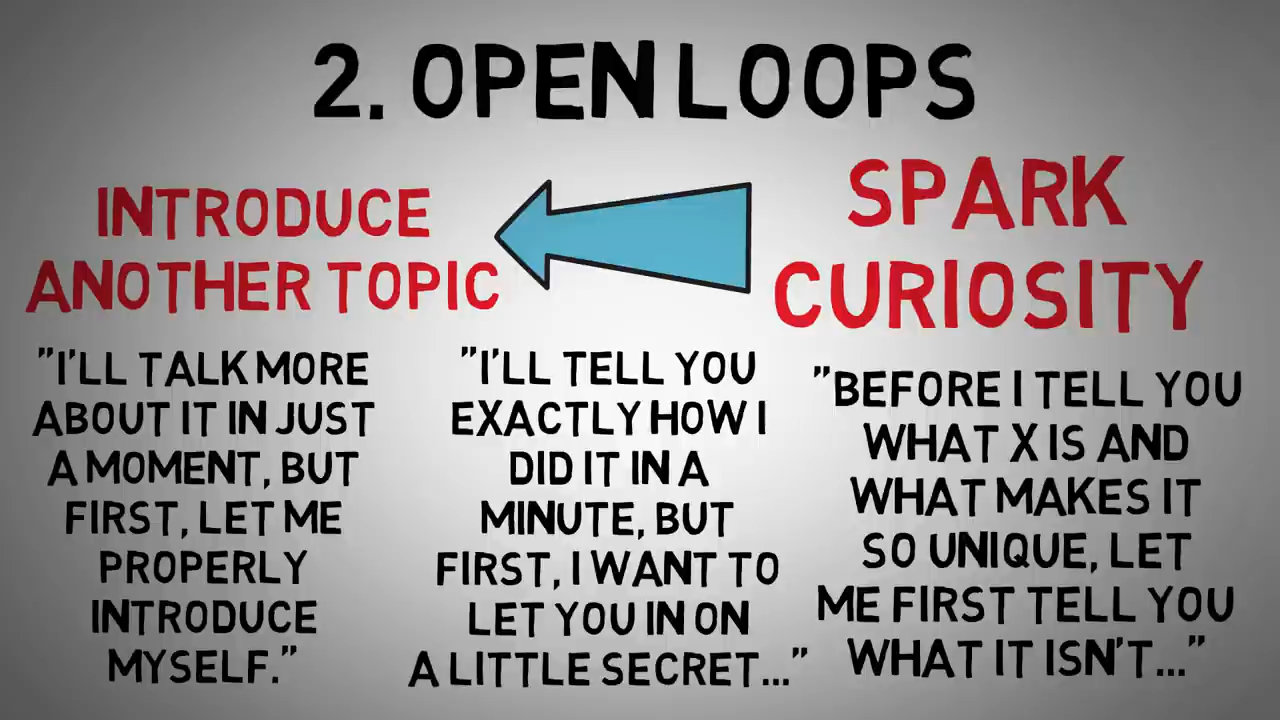 2. OPEN LOOPS
INTRODUCE
ANOTHER TOPIC
SPARK
CURIOSITY
"I'LL TALK MORE
ABOUT IT IN JUST
A MOMENT, BUT
FIRST, LET ME
PROPERLY
INTRODUCE
MYSELF."
"I'LL TELL YOU
EXACTLY HOW I
DID IT IN A
MINUTE, BUT
FIRST, I WANT TO
LET YOU IN ON
A LITTLE SECRET..."
"BEFORE I TELL YOU
WHAT X IS AND
WHAT MAKES IT
SO UNIQUE, LET
ME FIRST TELL YOU
WHAT IT ISN'T..."